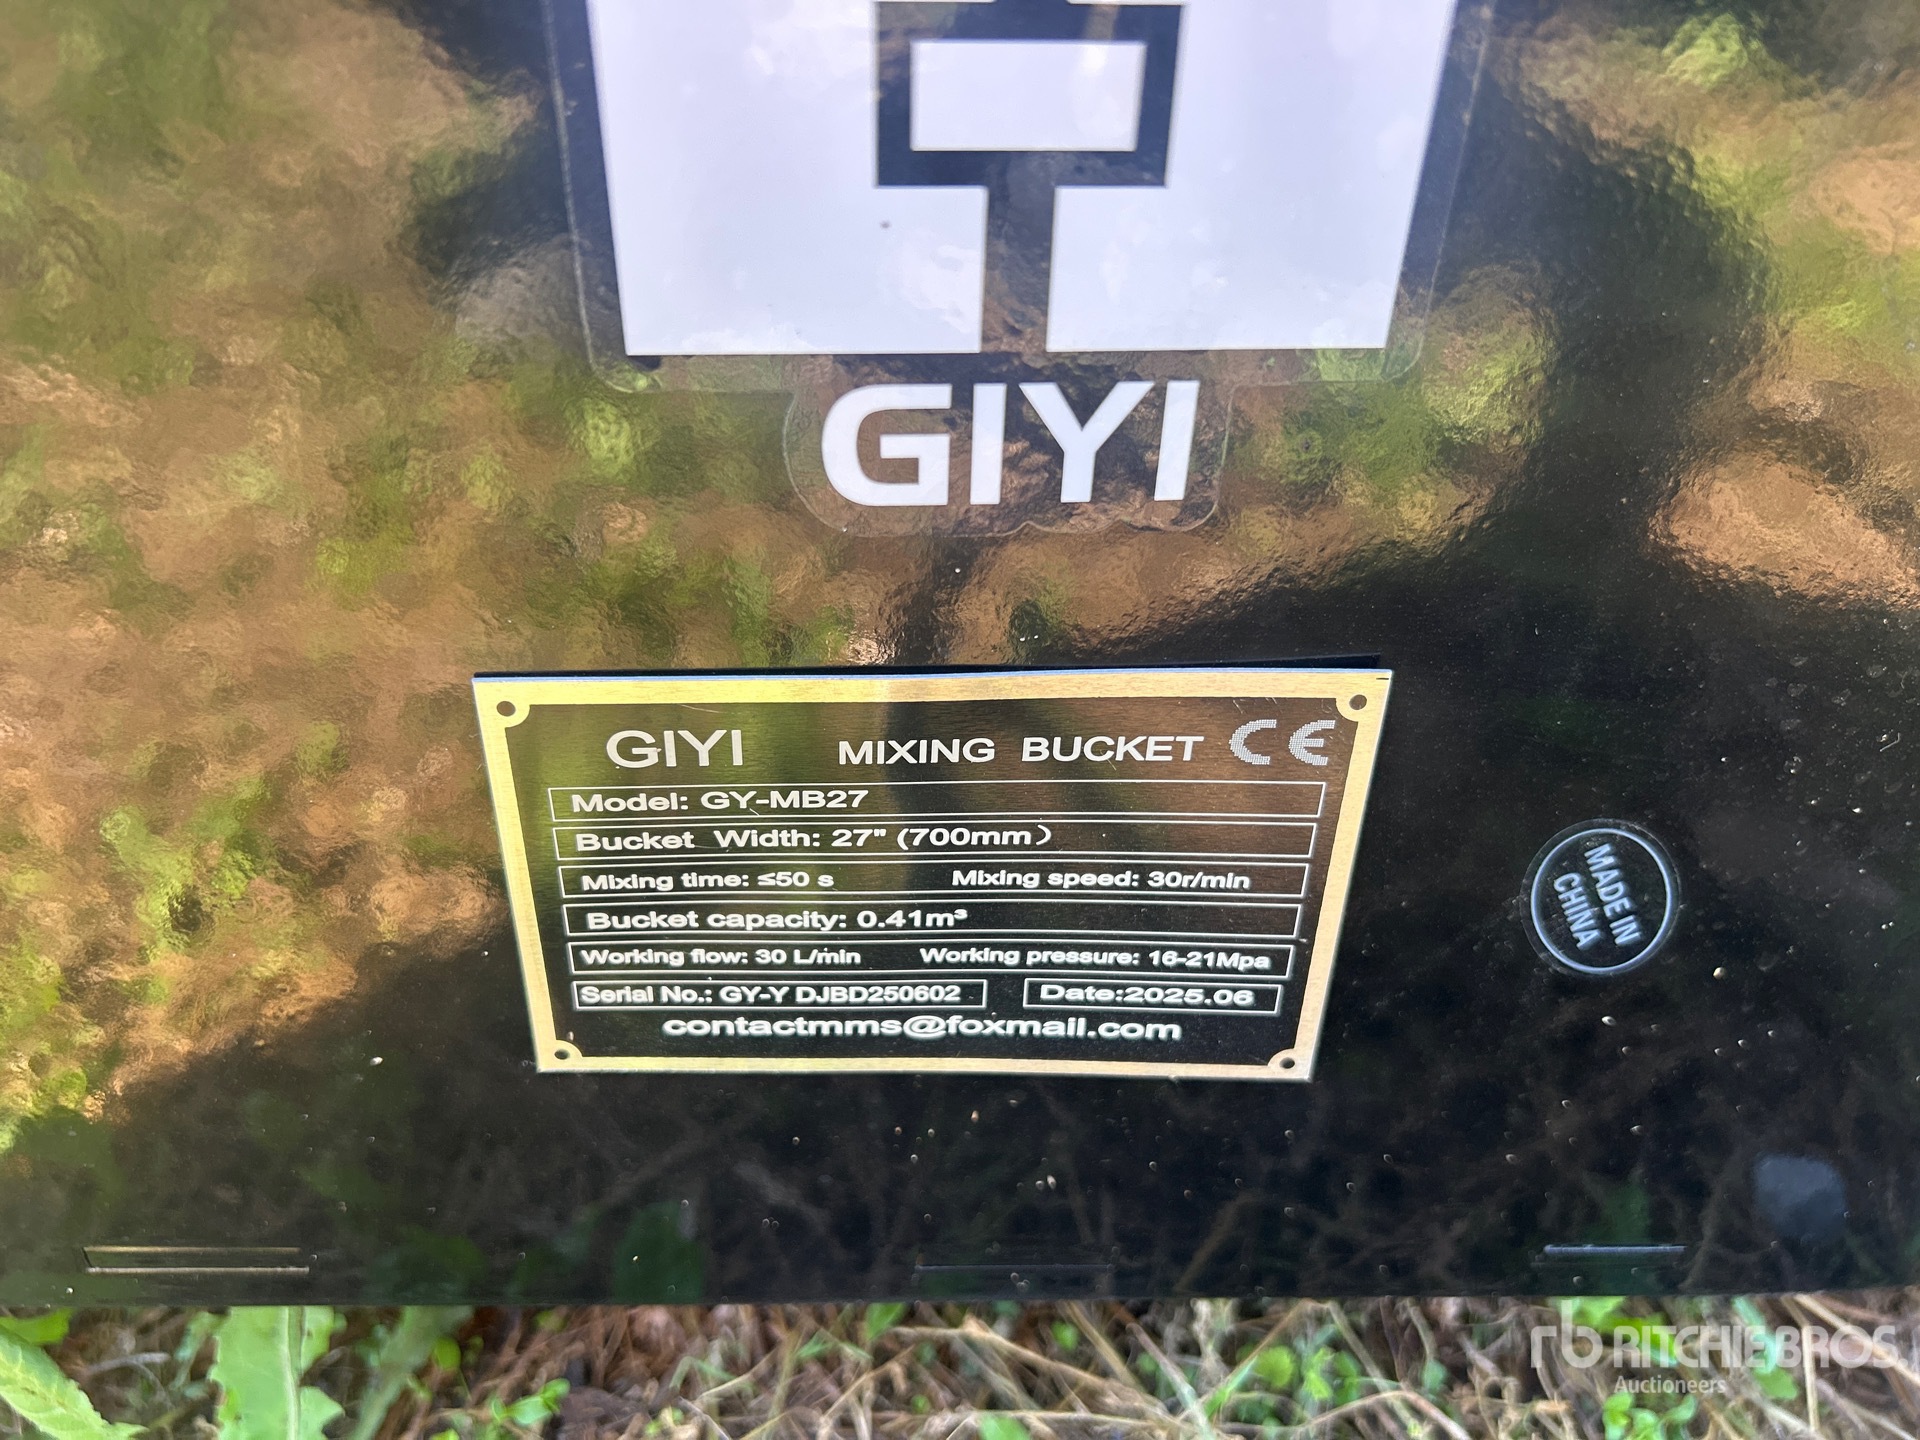 GIYI
GIYI MIXING BUCKET CE
Model: GY-MB27
Bucket Width: 27" (700mm）
Mixing time: ≤50 s Mixing speed: 30r/min
Bucket capacity: 0.41m³
Working flow: 30 L/min Working pressure: 16-21Mpa
Serial No.: GY-Y DJBD250602 Date:2025.06
contactmms@foxmail.com
MADE IN
CHINA
rb RITCHIE BROS.
Auctioneers